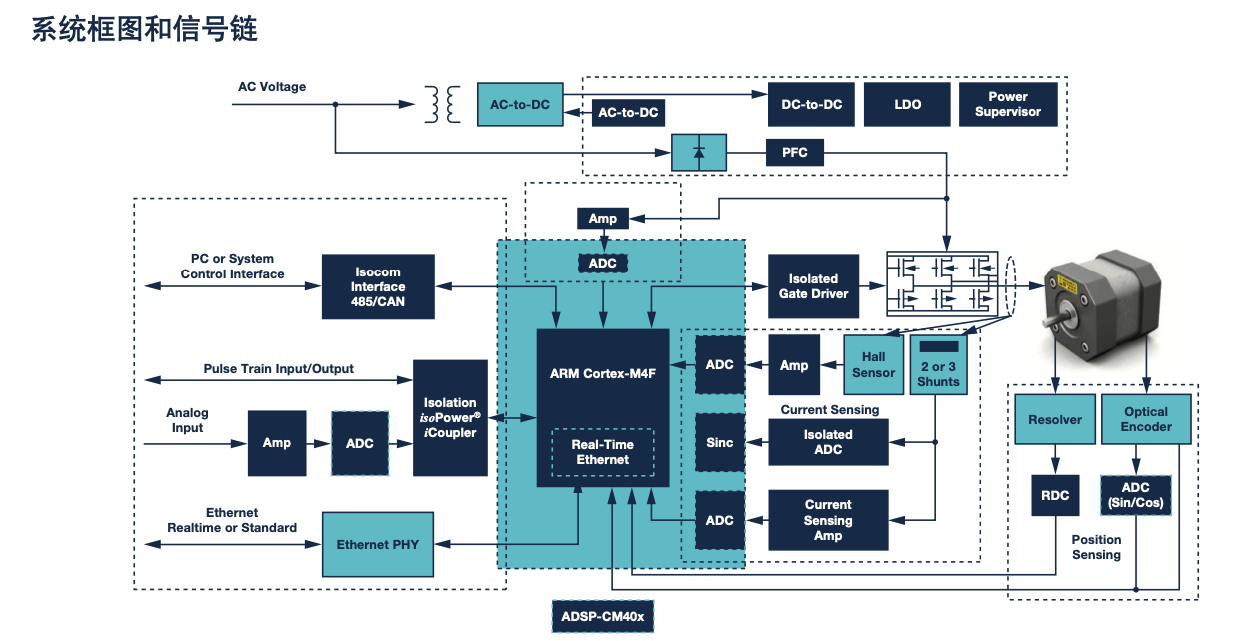 系统框图和信号链
AC Voltage
AC-to-DC
AC-to-DC
DC-to-DC
LDO
Power
Supervisor
PFC
Amp
ADC
PC or System
Control Interface
Isocom
Interface
485/CAN
Isolated
Gate Driver
Pulse Train Input/Output
Analog
Input
Amp
ADC
Isolation
isoPower®
iCoupler
ARM Cortex-M4F
Real-Time
Ethernet
ADC
Amp
Hall
Sensor
2 or 3
Shunts
Current Sensing
Sinc
Isolated
ADC
ADC
Current
Sensing
Amp
Resolver
Optical
Encoder
RDC
ADC
(Sin/Cos)
Position
Sensing
Ethernet
Realtime or Standard
Ethernet PHY
ADSP-CM40x